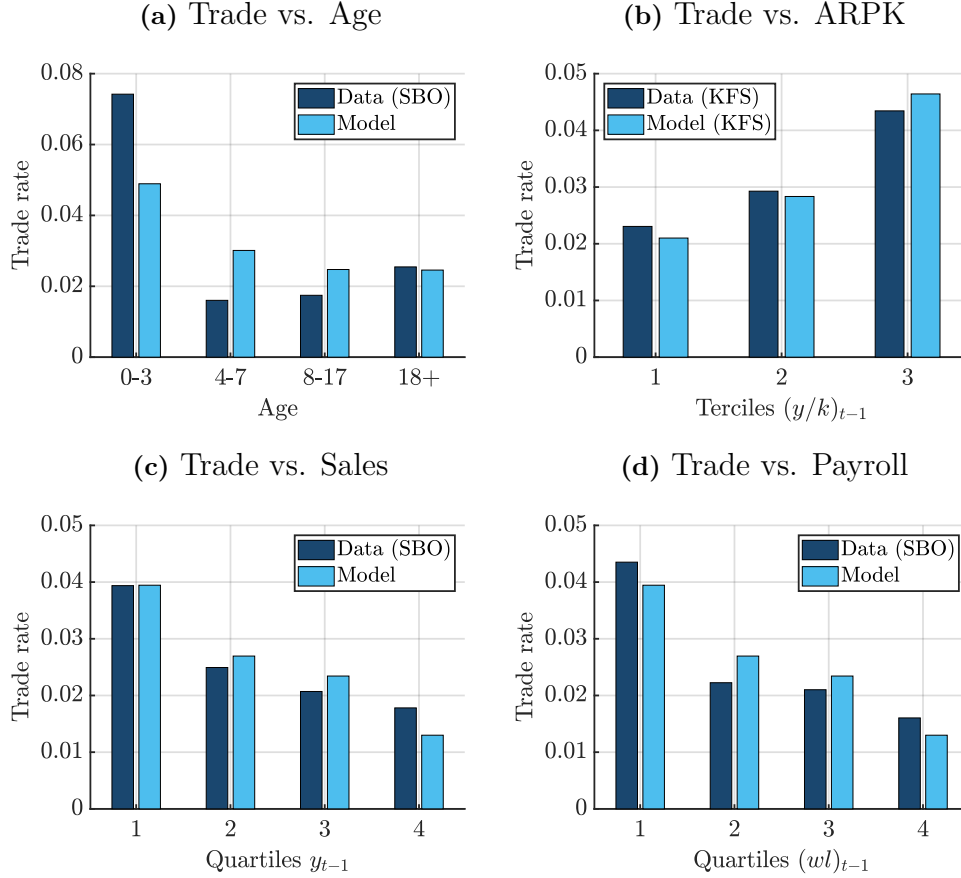 (a) Trade vs. Age
0.08
0.06
0.04
0.02
0
Trade rate
Data (SBO)
Model
0-3 4-7 8-17 18+
Age
(b) Trade vs. ARPK
0.05
0.04
0.03
0.02
0.01
0
Trade rate
Data (KFS)
Model (KFS)
1 2 3
Terciles (y/k)t−1
(c) Trade vs. Sales
0.05
0.04
0.03
0.02
0.01
0
Trade rate
Data (SBO)
Model
1 2 3 4
Quartiles yt−1
(d) Trade vs. Payroll
0.05
0.04
0.03
0.02
0.01
0
Trade rate
Data (SBO)
Model
1 2 3 4
Quartiles (wl)t−1